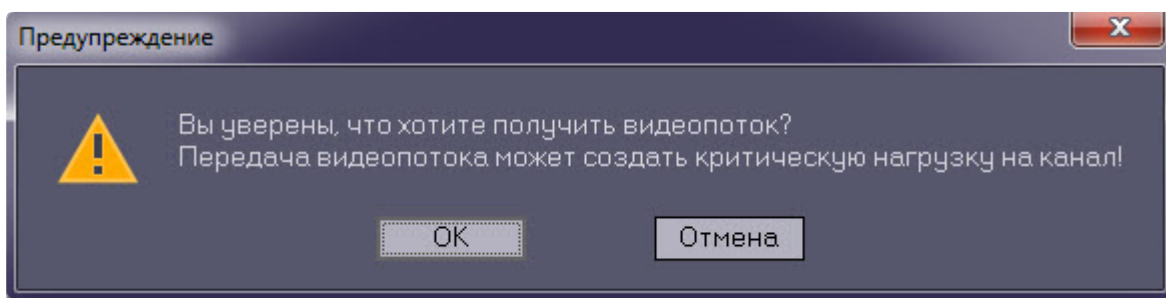 Предупреждение
Вы уверены, что хотите получить видеопоток?
Передача видеопотока может создать критическую нагрузку на канал!
OK
Отмена